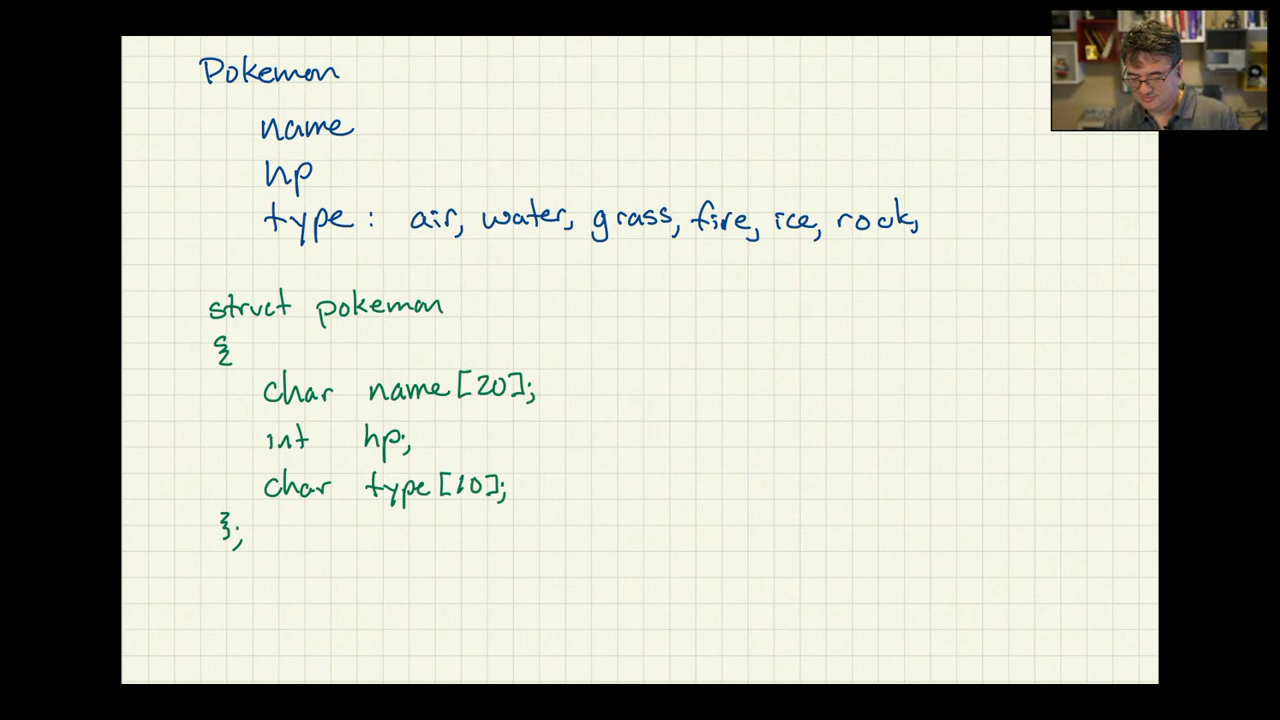 Pokemon
name
hp
type: air, water, grass, fire, ice, rock,
struct pokemon
{
char name[20];
int hp;
char type[10];
};